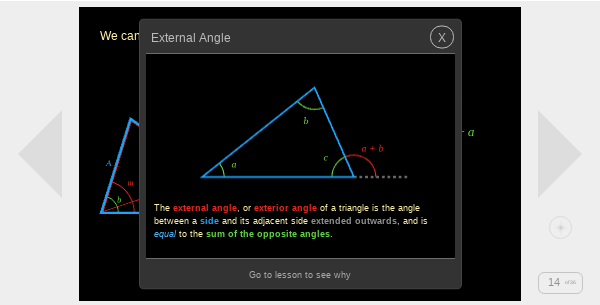 We can
External Angle
X
b
a + b
a
c
a
A
m
b
The external angle, or exterior angle of a triangle is the angle
between a side and its adjacent side extended outwards, and is
equal to the sum of the opposite angles.
Go to lesson to see why
14 of 36